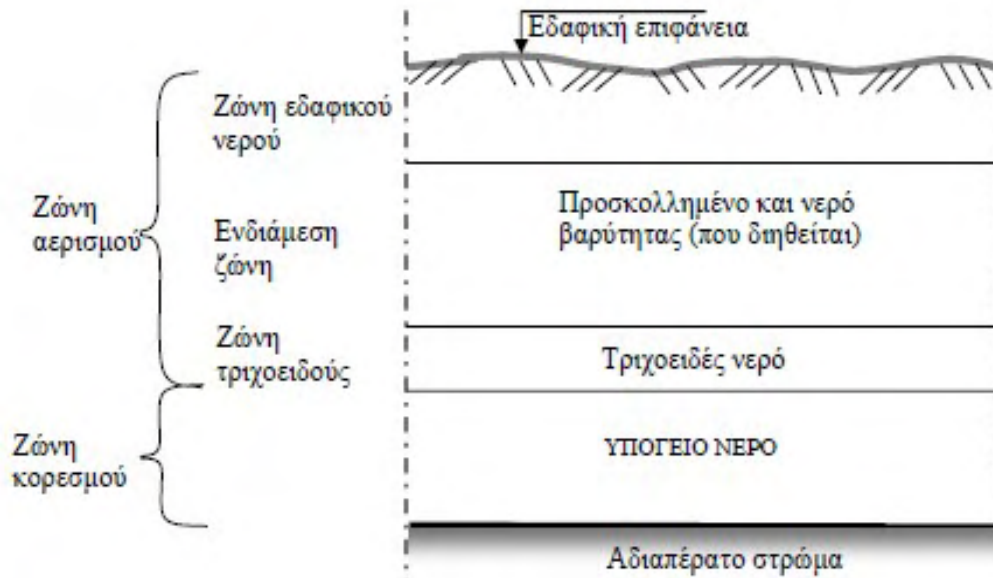 Εδαφική επιφάνεια
Ζώνη εδαφικού
νερού
Ζώνη
αερισμού
Προσκολλημένο και νερό
βαρύτητας (που διηθείται)
Ενδιάμεση
ζώνη
Ζώνη
τριχοειδούς
Τριχοειδές νερό
Ζώνη
κορεσμού
ΥΠΟΓΕΙΟ ΝΕΡΟ
Αδιαπέρατο στρώμα